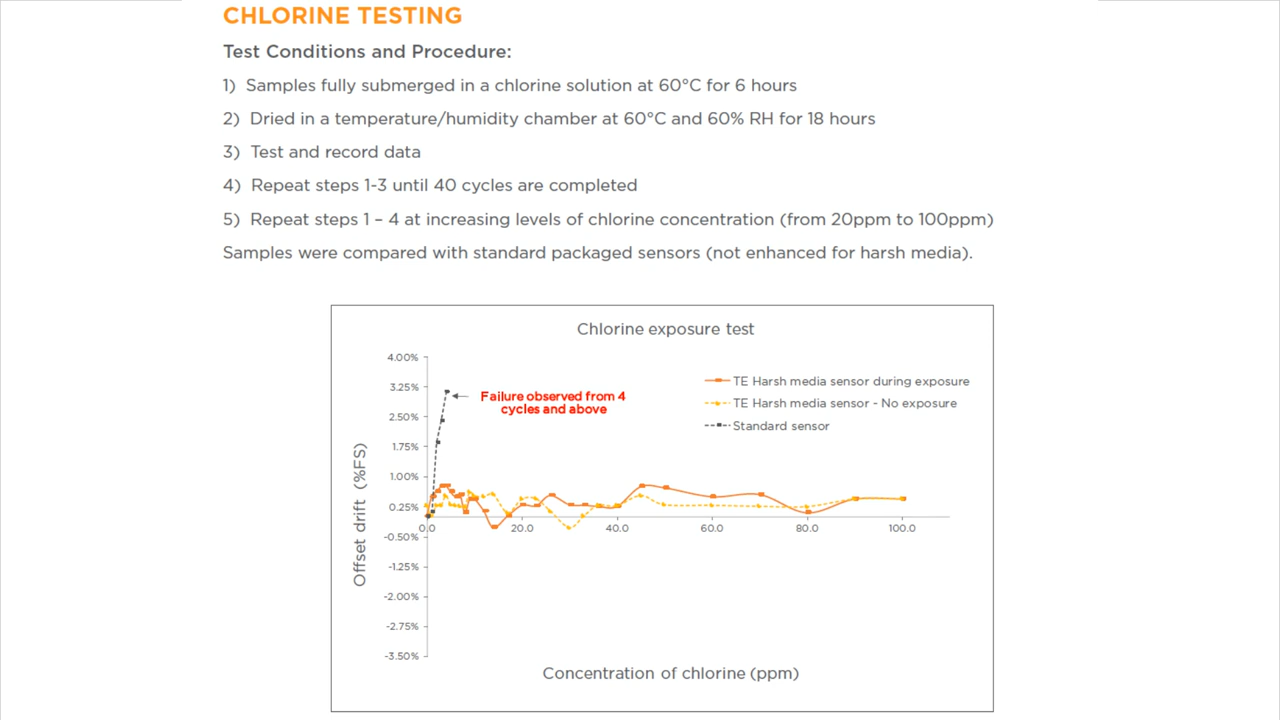 CHLORINE TESTING
Test Conditions and Procedure:
1) Samples fully submerged in a chlorine solution at 60°C for 6 hours
2) Dried in a temperature/humidity chamber at 60°C and 60% RH for 18 hours
3) Test and record data
4) Repeat steps 1-3 until 40 cycles are completed
5) Repeat steps 1 – 4 at increasing levels of chlorine concentration (from 20ppm to 100ppm)
Samples were compared with standard packaged sensors (not enhanced for harsh media).
Chlorine exposure test
4.00%
3.25%
2.50%
1.75%
1.00%
0.25%
-0.50%
-1.25%
-2.00%
-2.75%
-3.50%
Offset drift (%FS)
Failure observed from 4
cycles and above
TE Harsh media sensor during exposure
TE Harsh media sensor - No exposure
Standard sensor
0.0 20.0 40.0 60.0 80.0 100.0
Concentration of chlorine (ppm)